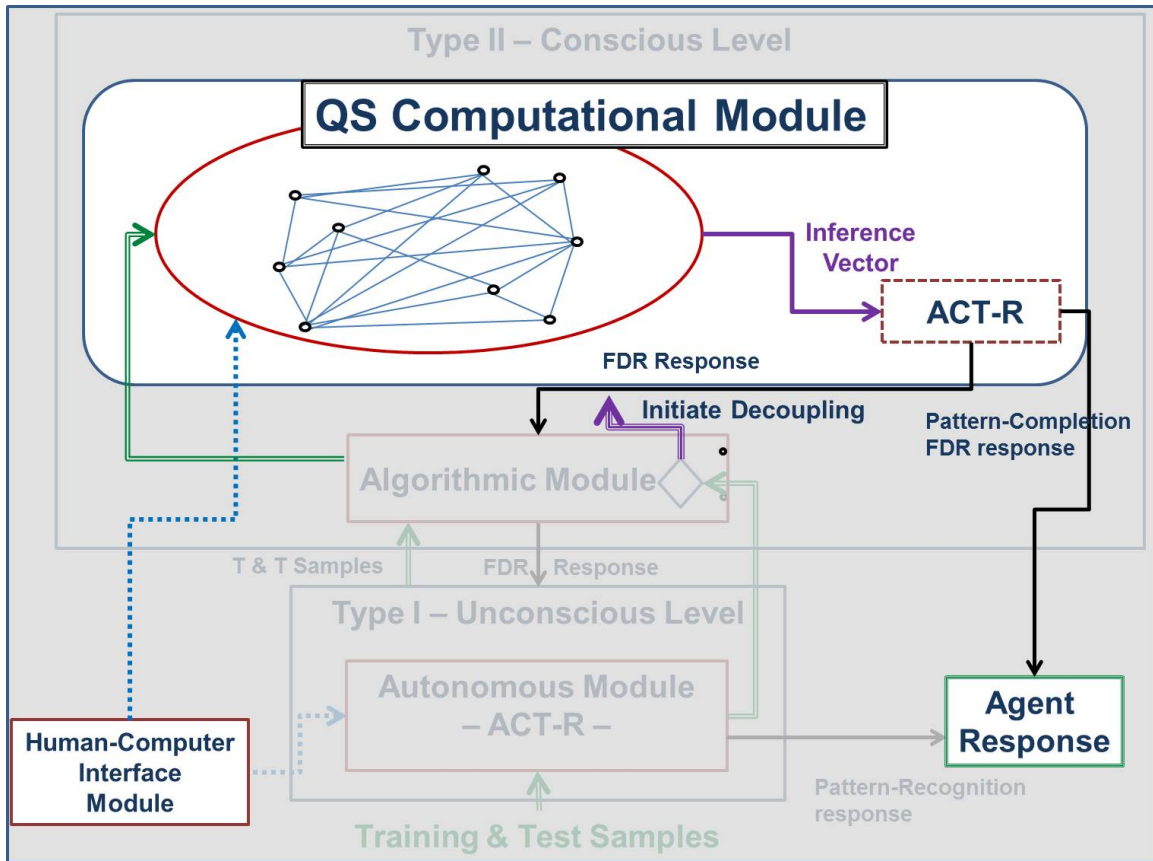 Type II – Conscious Level
QS Computational Module
Inference
Vector
ACT-R
FDR Response
Initiate Decoupling
Pattern-Completion
FDR response
Algorithmic Module
T & T Samples
FDR Response
Type I – Unconscious Level
Autonomous Module
– ACT-R –
Agent
Response
Human-Computer
Interface
Module
Pattern-Recognition
response
Training & Test Samples